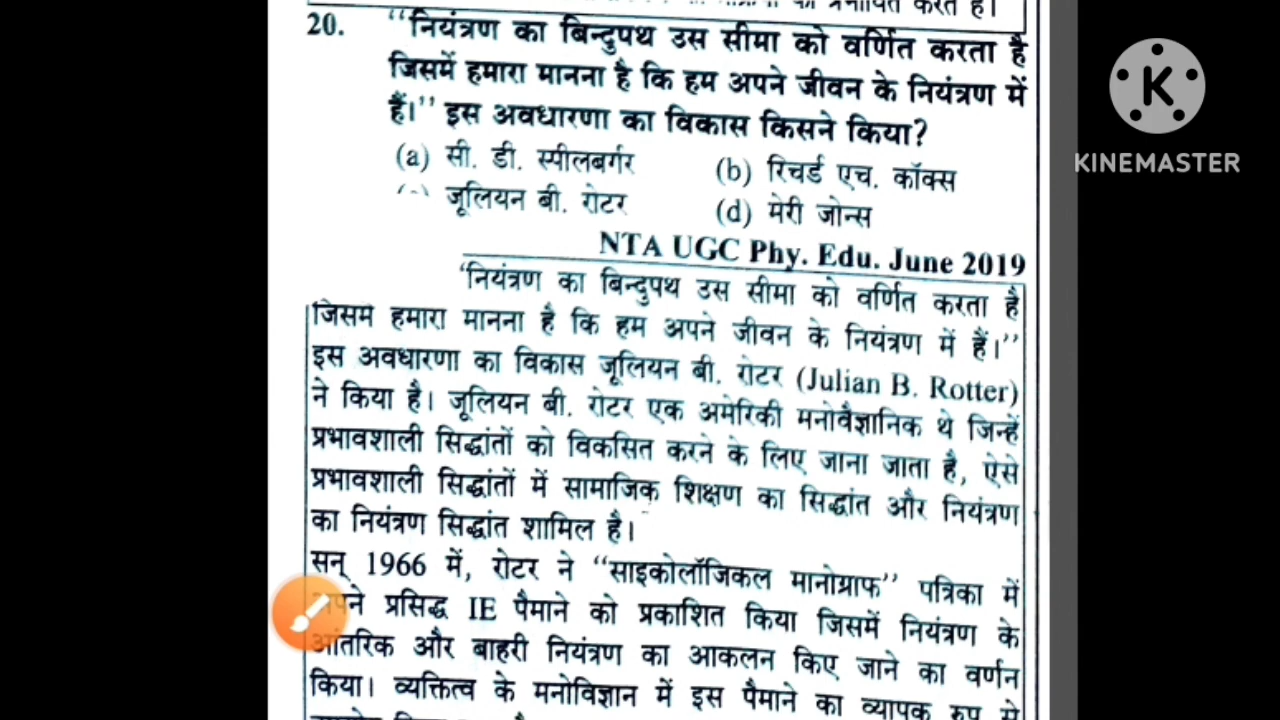 को प्रभावित करते हैं।
20. “नियंत्रण का बिन्दुपथ उस सीमा को वर्णित करता है
जिसमें हमारा मानना है कि हम अपने जीवन के नियंत्रण में
हैं।” इस अवधारणा का विकास किसने किया?
(a) सी. डी. स्पीलबर्गर (b) रिचर्ड एच. कॉक्स
जूलियन बी. रोटर (d) मेरी जोन्स
NTA UGC Phy. Edu. June 2019
‘नियंत्रण का बिन्दुपथ उस सीमा को वर्णित करता है
जिसम हमारा मानना है कि हम अपने जीवन के नियंत्रण में हैं।”
इस अवधारणा का विकास जूलियन बी. रोटर (Julian B. Rotter)
ने किया है। जूलियन बी. रोटर एक अमेरिकी मनोवैज्ञानिक थे जिन्हें
प्रभावशाली सिद्धांतों को विकसित करने के लिए जाना जाता है, ऐसे
प्रभावशाली सिद्धांतों में सामाजिक शिक्षण का सिद्धांत और नियंत्रण
का नियंत्रण सिद्धांत शामिल है।
सन् 1966 में, रोटर ने “साइकोलॉजिकल मानोग्राफ” पत्रिका में
अपने प्रसिद्ध IE पैमाने को प्रकाशित किया जिसमें नियंत्रण के
आंतरिक और बाहरी नियंत्रण का आकलन किए जाने का वर्णन
किया। व्यक्तित्व के मनोविज्ञान में इस पैमाने का व्यापक रूप से
KINEMASTER